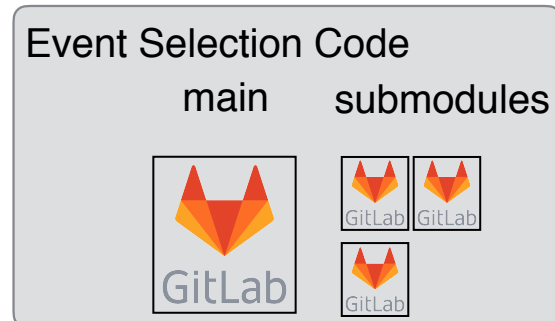 Event Selection Code
main submodules
GitLab GitLab GitLab
GitLab